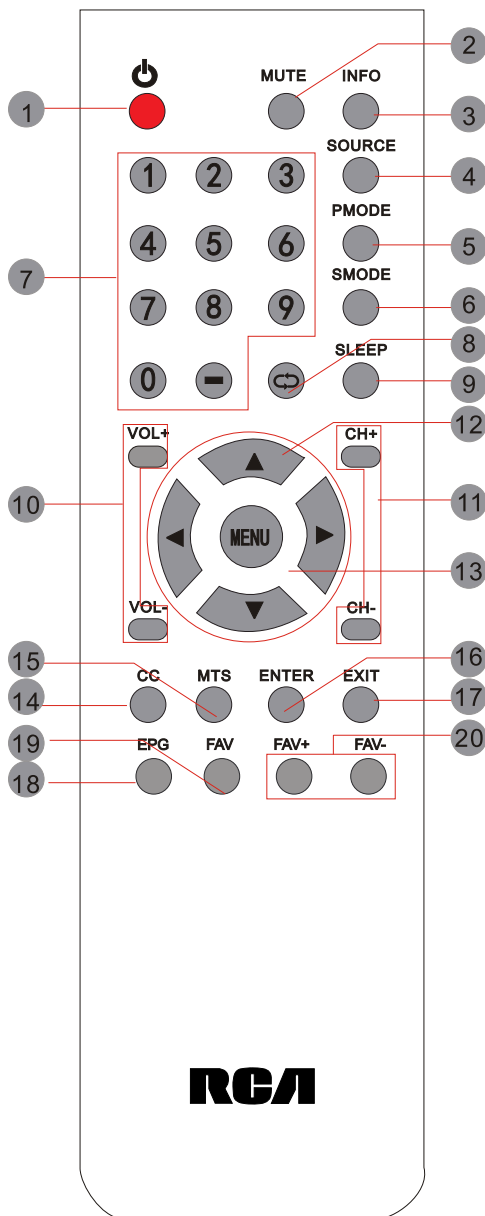 2
MUTE INFO
1
3
SOURCE
1 2 3
4
PMODE
4 5 6
5
7
SMODE
7 8 9
6
8
SLEEP
0 -
9
12
VOL+ CH+
10
11
MENU
13
VOL- CH-
15
16
CC MTS ENTER EXIT
14
17
19
20
EPG FAV FAV+ FAV-
18
RCA